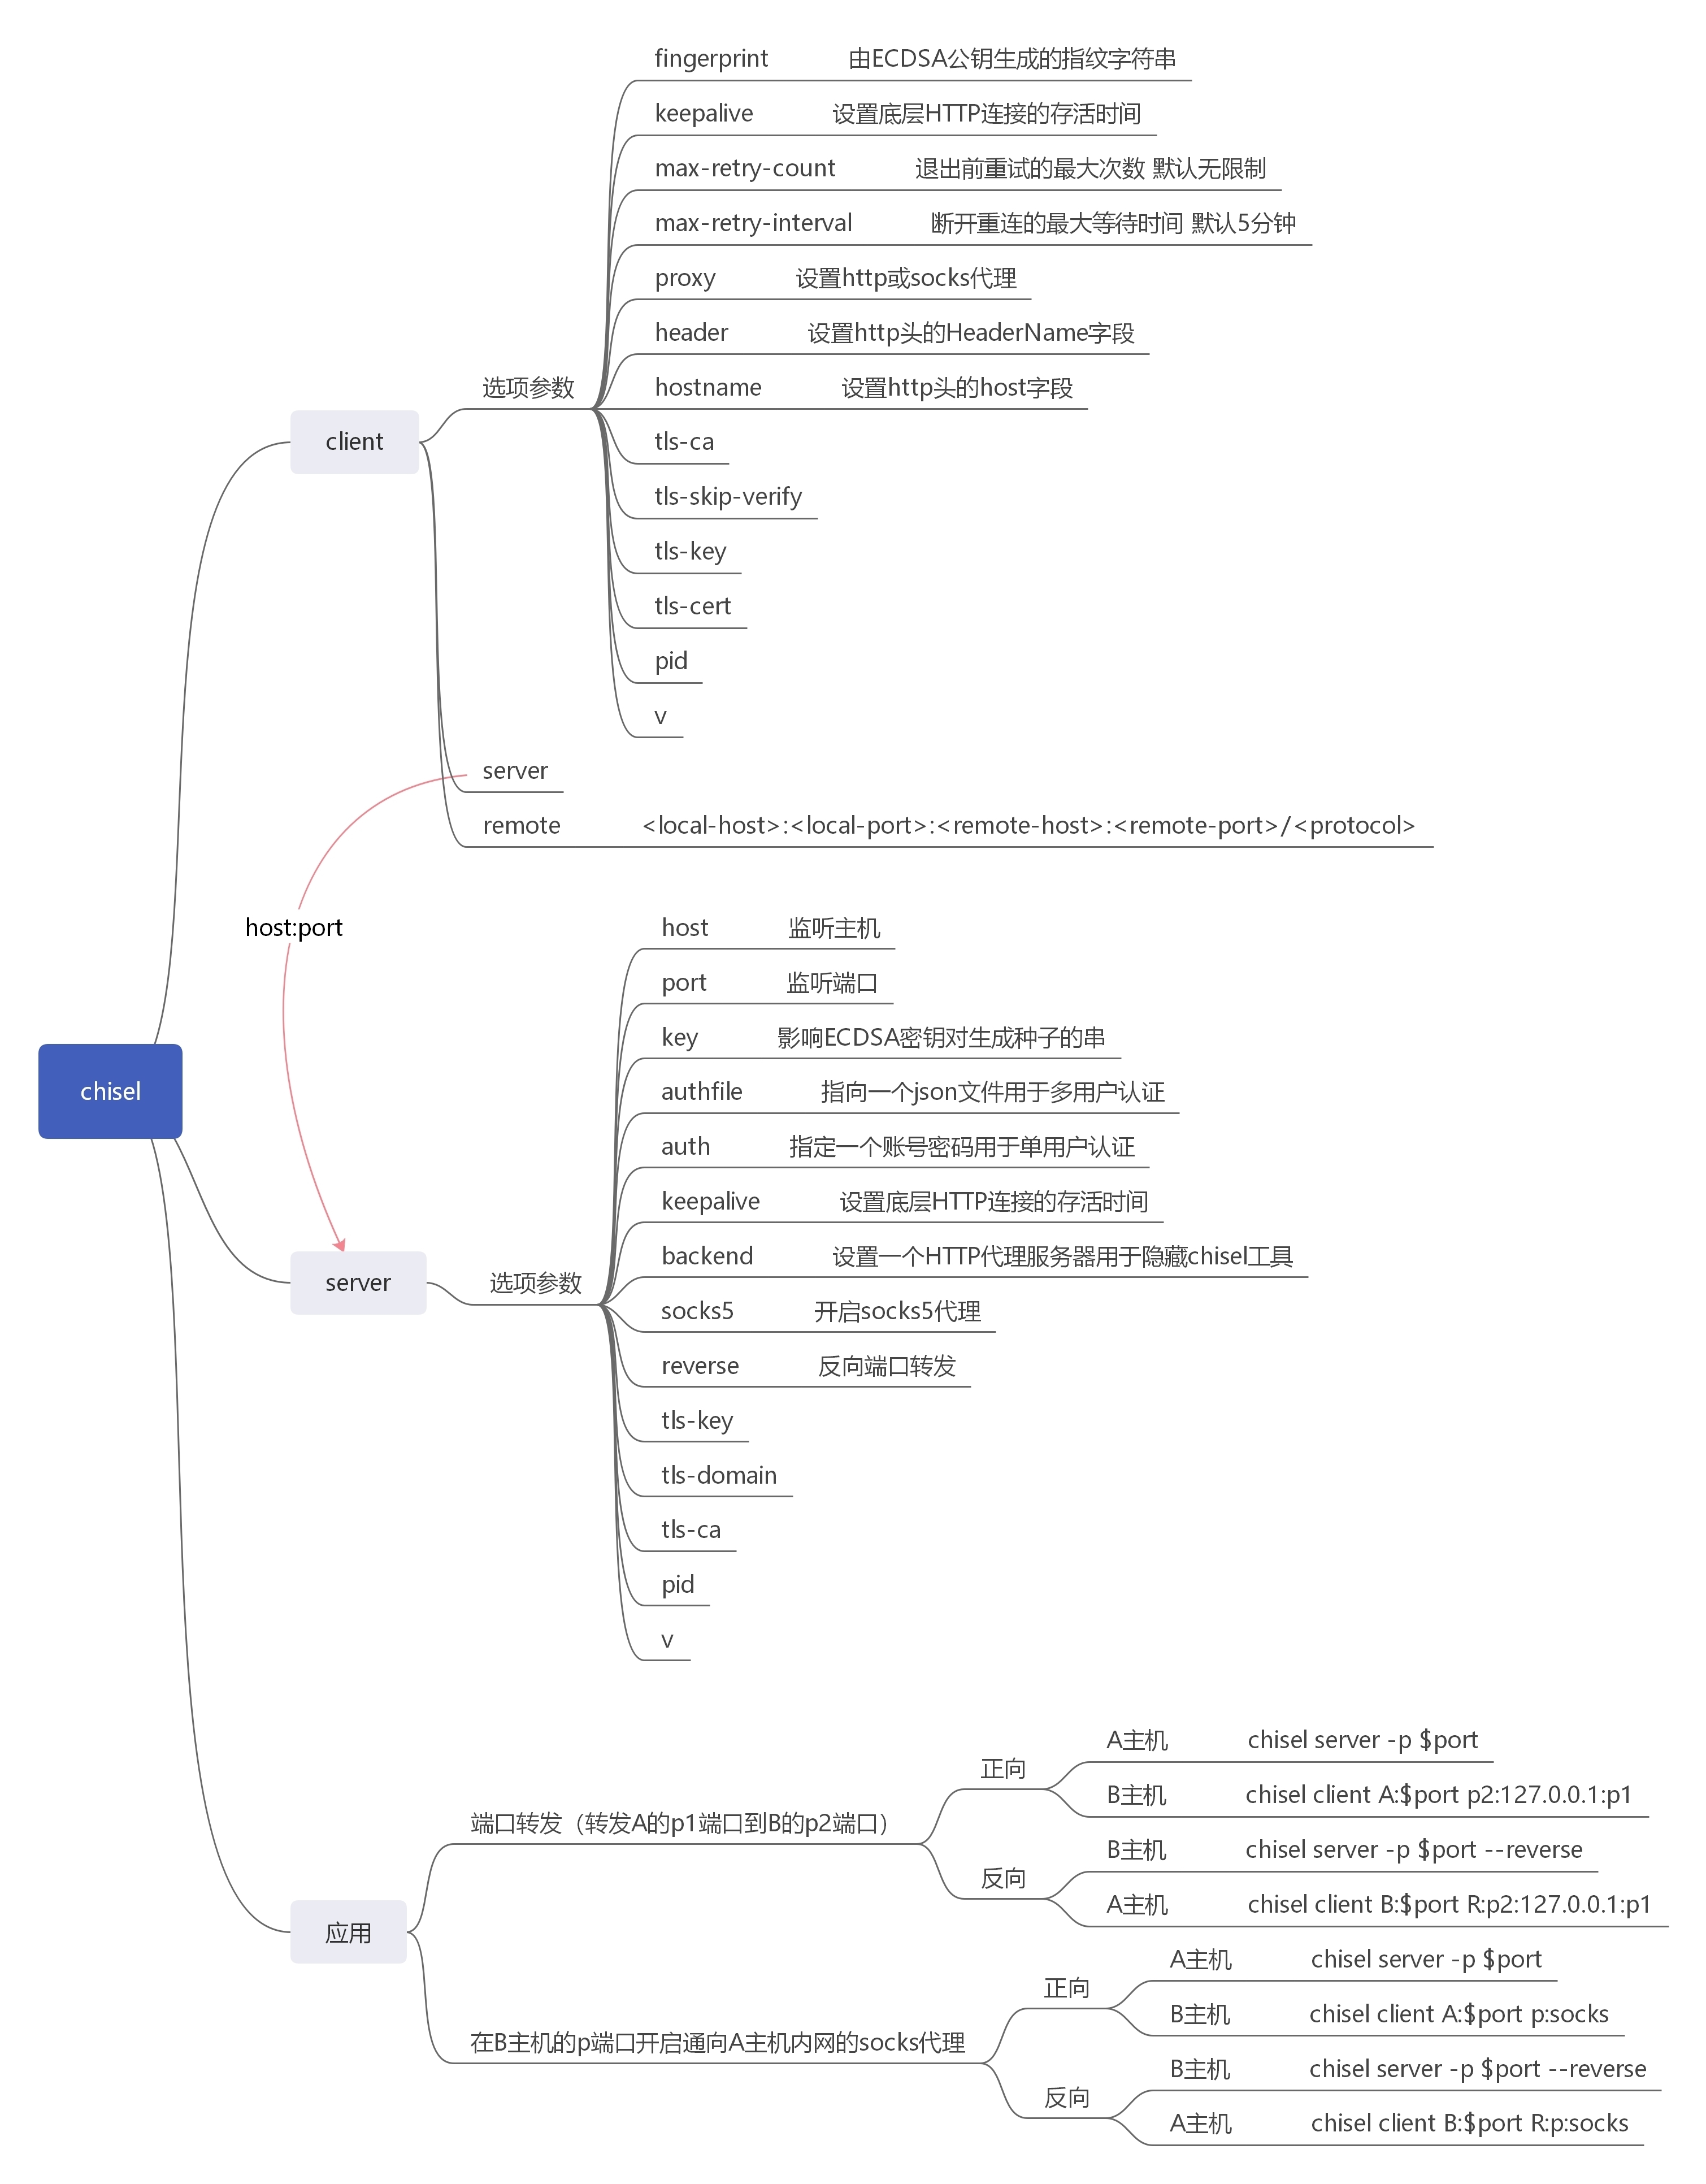 fingerprint 由ECDSA公钥生成的指纹字符串
keepalive 设置底层HTTP连接的存活时间
max-retry-count 退出前重试的最大次数 默认无限制
max-retry-interval 断开重连的最大等待时间 默认5分钟
proxy 设置http或socks代理
header 设置http头的HeaderName字段
选项参数
hostname 设置http头的host字段
client
tls-ca
tls-skip-verify
tls-key
tls-cert
pid
v
server
remote <local-host>:<local-port>:<remote-host>:<remote-port>/<protocol>
host:port
host 监听主机
port 监听端口
key 影响ECDSA密钥对生成种子的串
chisel
authfile 指向一个json文件用于多用户认证
auth 指定一个账号密码用于单用户认证
keepalive 设置底层HTTP连接的存活时间
backend 设置一个HTTP代理服务器用于隐藏chisel工具
server
选项参数
socks5 开启socks5代理
reverse 反向端口转发
tls-key
tls-domain
tls-ca
pid
v
应用
端口转发（转发A的p1端口到B的p2端口）
正向
A主机 chisel server -p $port
B主机 chisel client A:$port p2:127.0.0.1:p1
反向
B主机 chisel server -p $port --reverse
A主机 chisel client B:$port R:p2:127.0.0.1:p1
在B主机的p端口开启通向A主机内网的socks代理
正向
A主机 chisel server -p $port
B主机 chisel client A:$port p:socks
反向
B主机 chisel server -p $port --reverse
A主机 chisel client B:$port R:p:socks